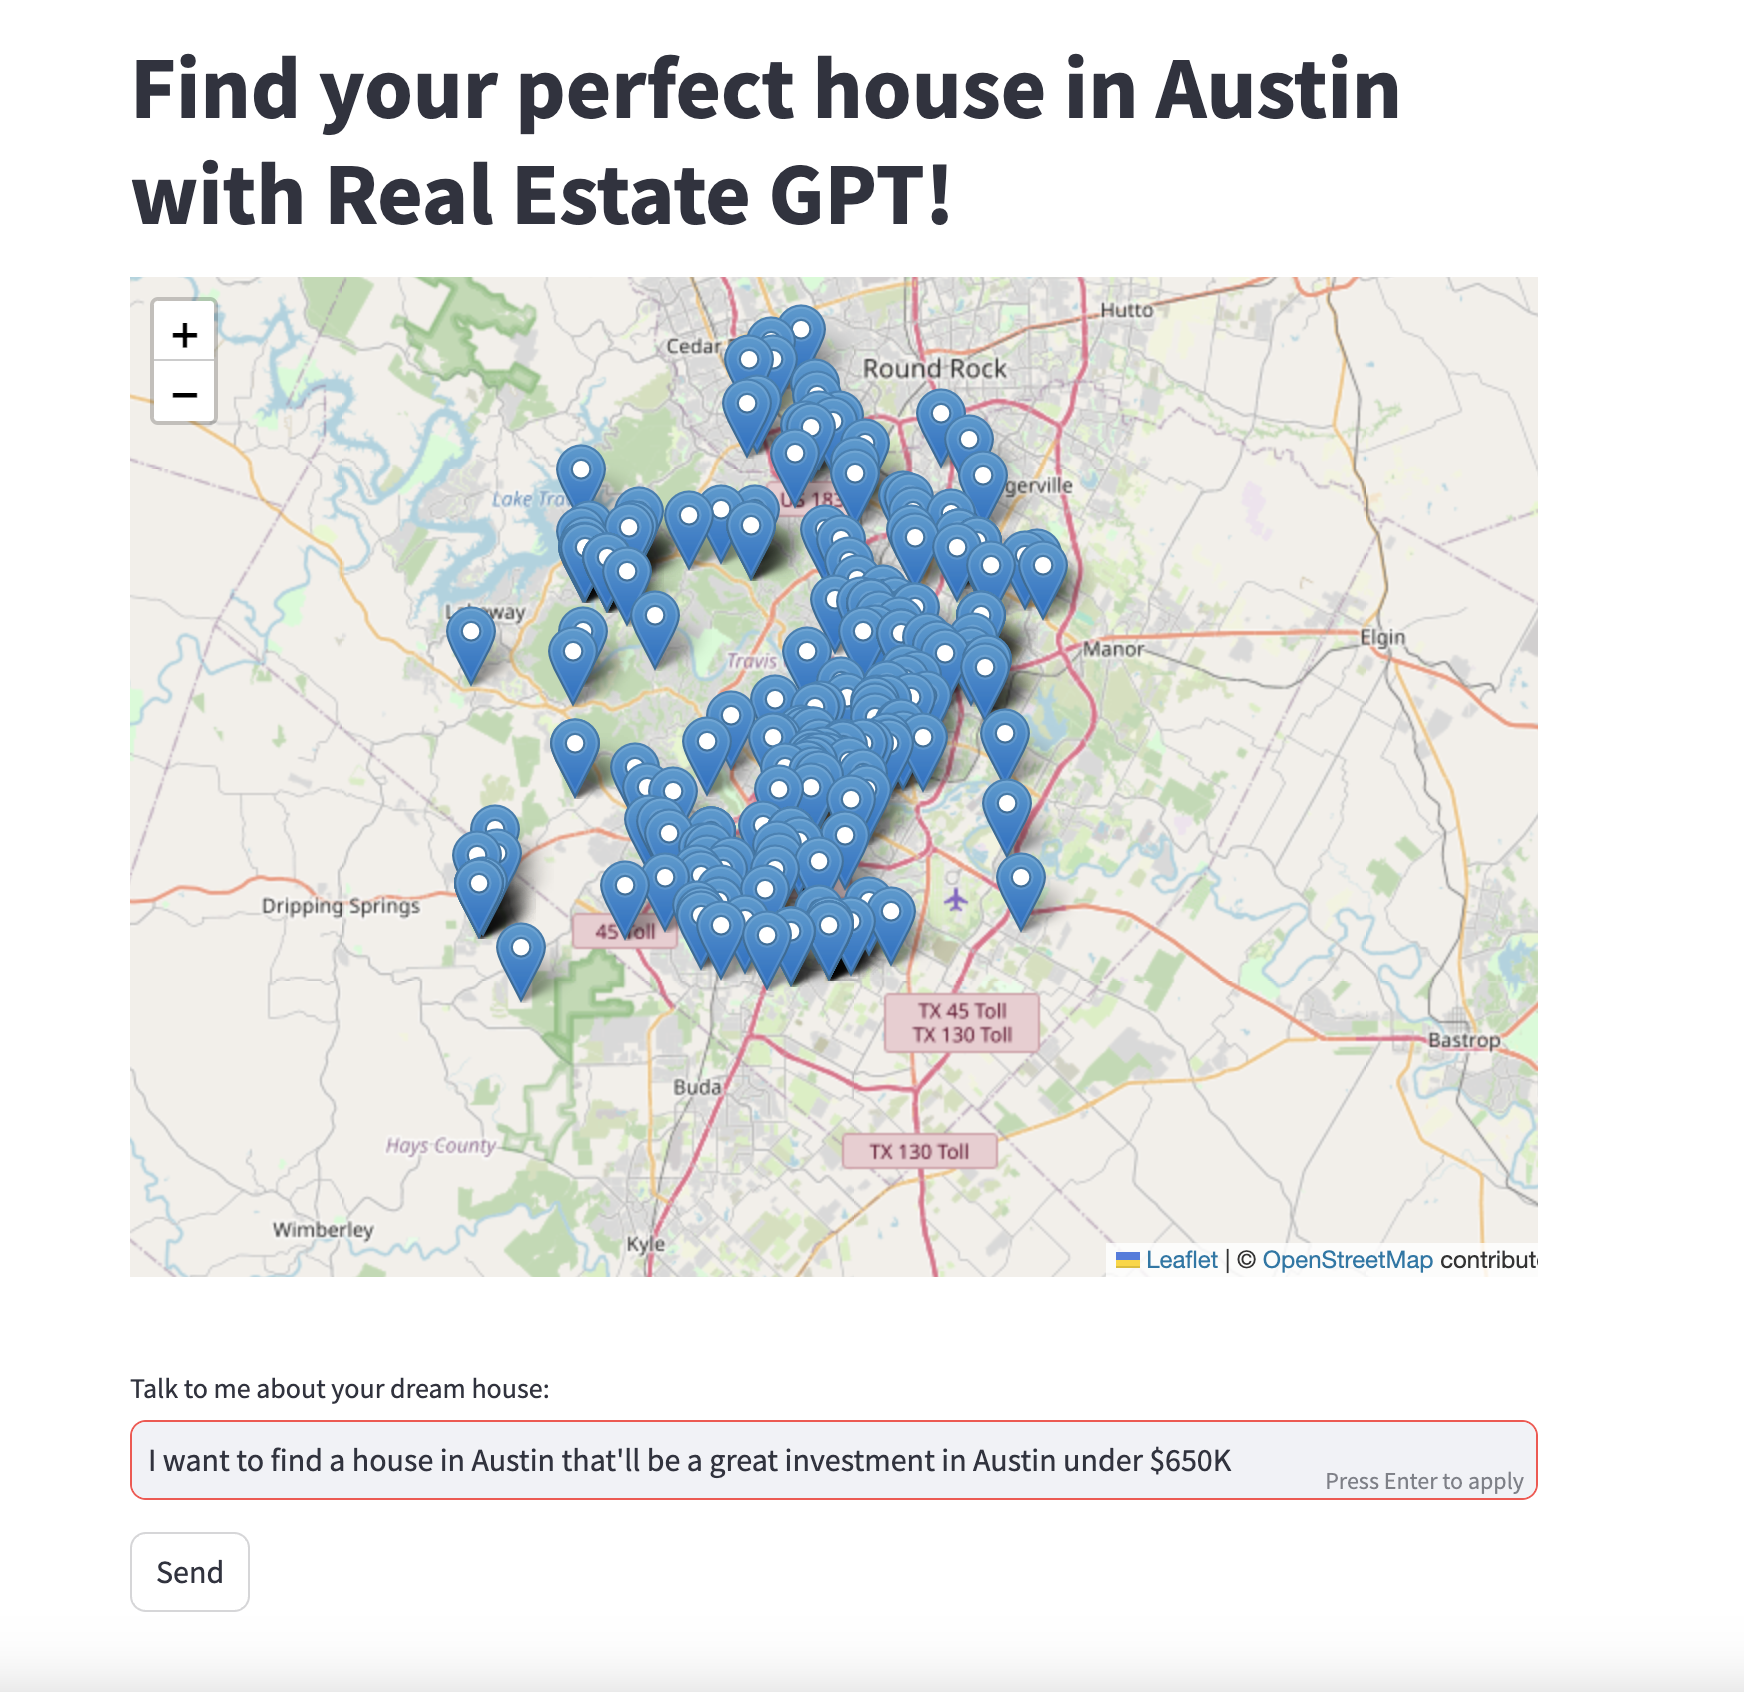 Find your perfect house in Austin
with Real Estate GPT!
+
−
Hutto
Cedar
Round Rock
Lake Tra
US 183
gerville
way
Elgin
Manor
Travis
Dripping Springs
45 Toll
TX 45 Toll
TX 130 Toll
Bastrop
Buda
Hays County
TX 130 Toll
Wimberley
Kyle
Leaflet | © OpenStreetMap contribut
Talk to me about your dream house:
I want to find a house in Austin that'll be a great investment in Austin under $650K
Press Enter to apply
Send